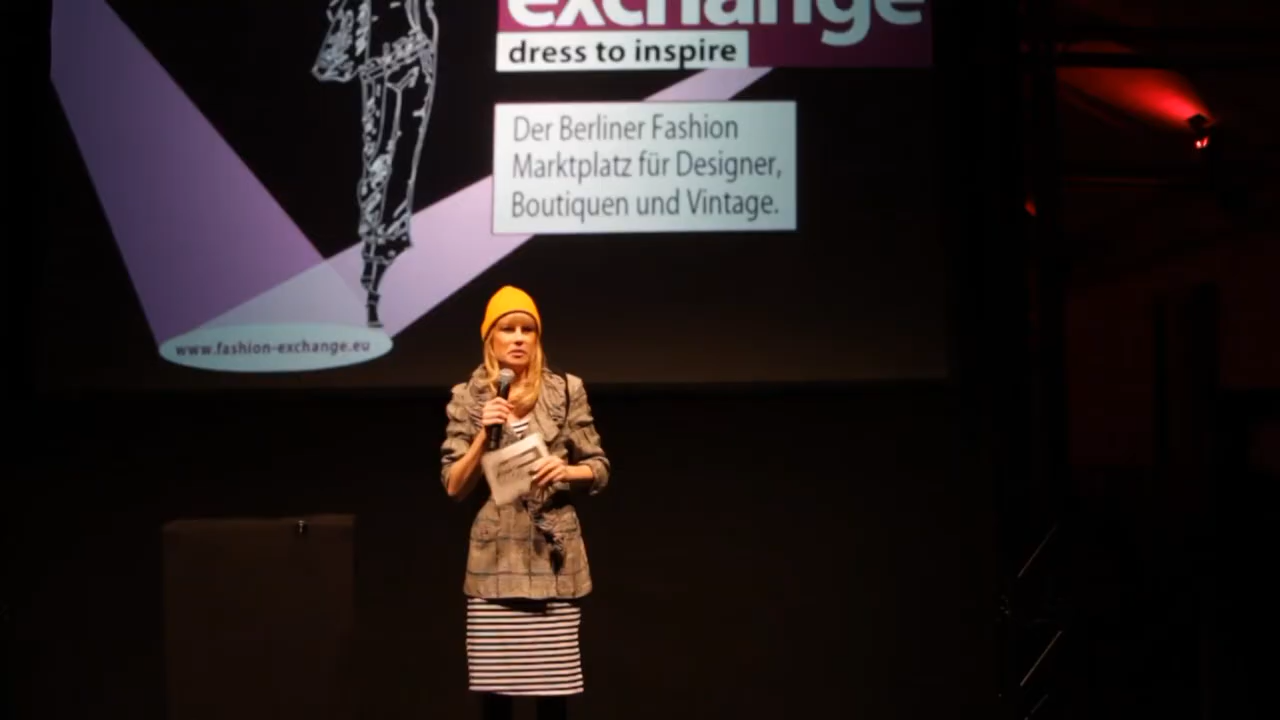 exchange
dress to inspire
Der Berliner Fashion
Marktplatz für Designer,
Boutiquen und Vintage.
www.fashion-exchange.eu